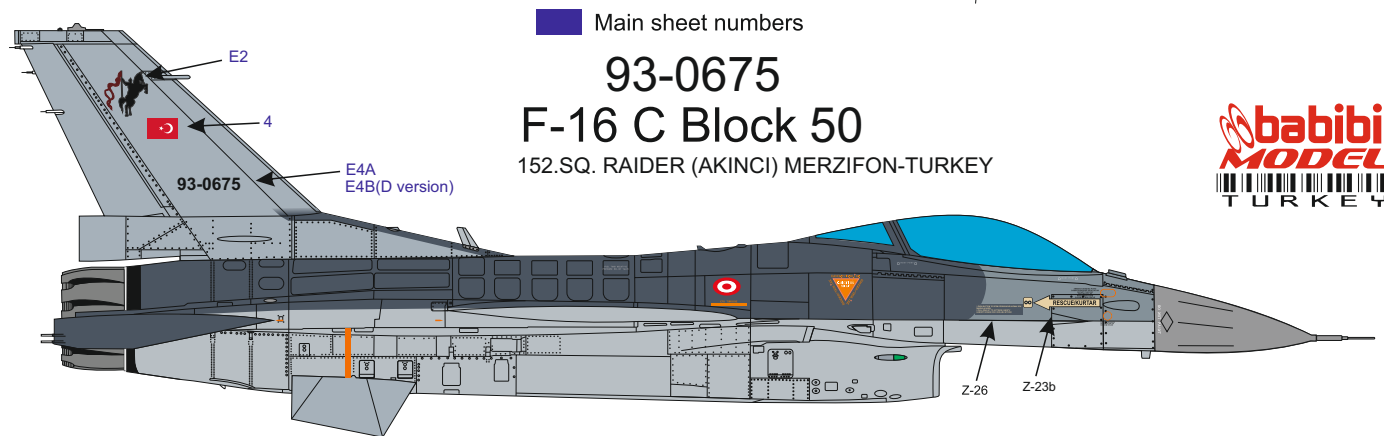 Main sheet numbers
93-0675
F-16 C Block 50
152.SQ. RAIDER (AKINCI) MERZIFON-TURKEY
babibi
MODEL
TURKEY
E2
4
E4A
E4B(D version)
93-0675
RESCUE/KURTAR
Z-26
Z-23b